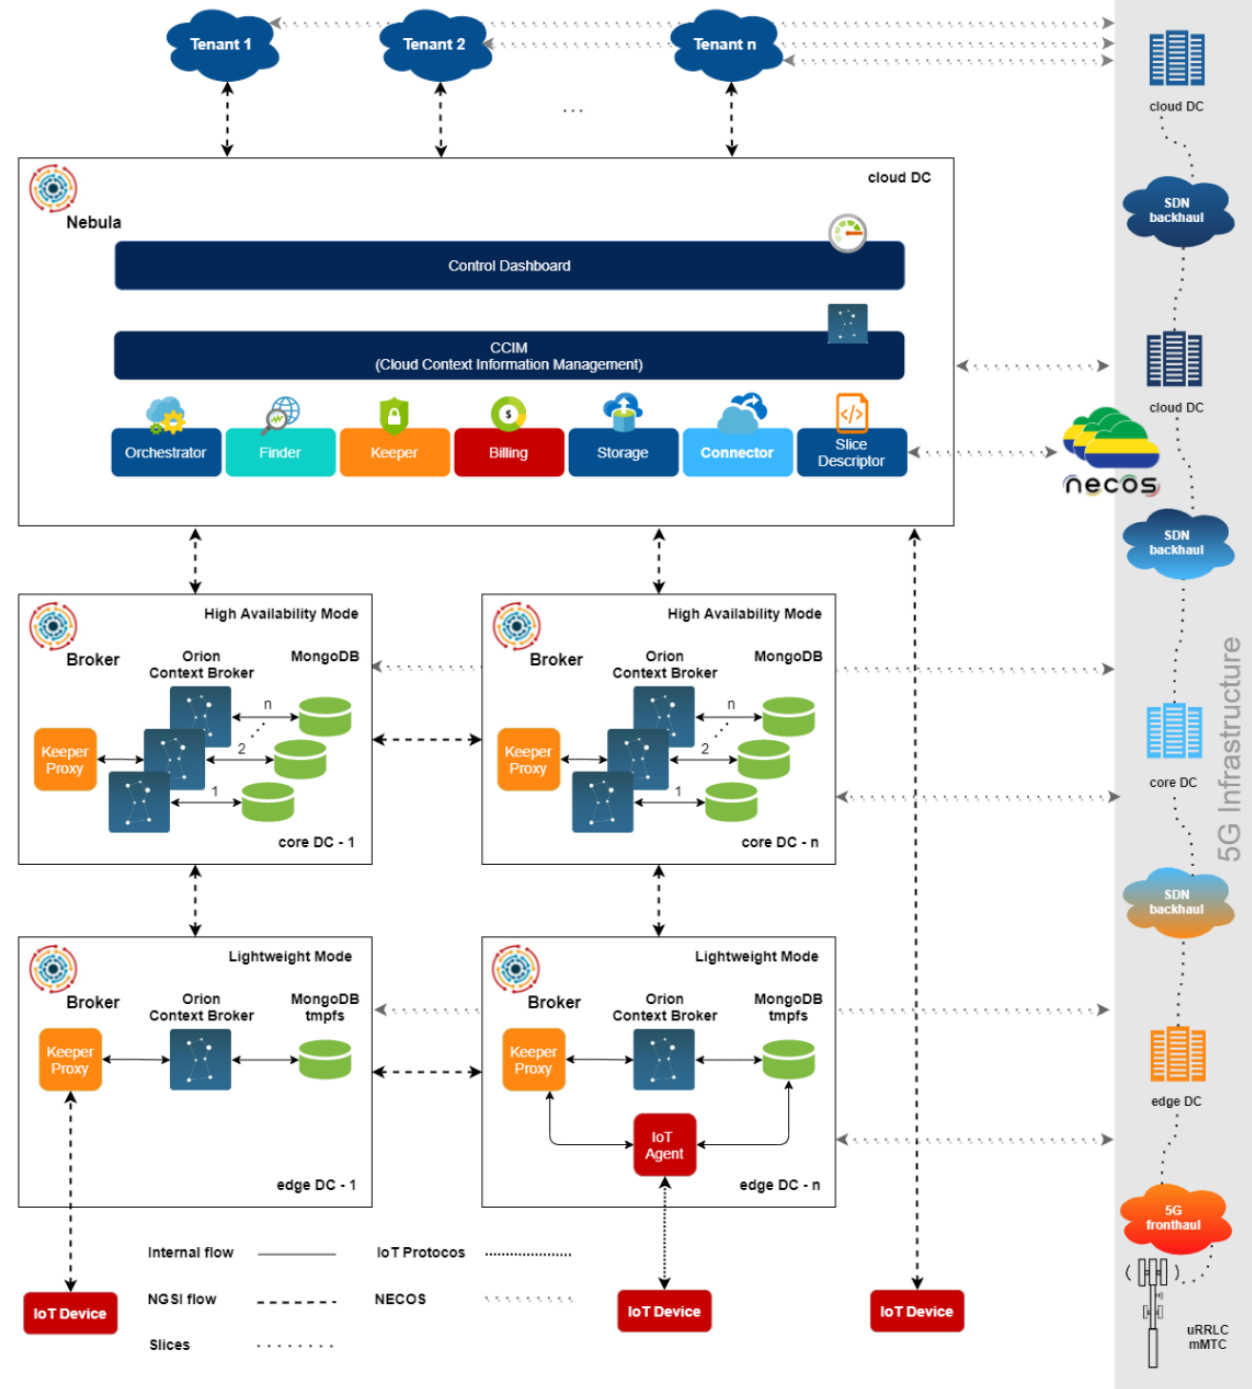 Tenant 1
Tenant 2
Tenant n
...
cloud DC
Nebula
cloud DC
Control Dashboard
CCIM
(Cloud Context Information Management)
Orchestrator
Finder
Keeper
$
Billing
Storage
Connector
</>
Slice
Descriptor
SDN
backhaul
cloud DC
necos
SDN
backhaul
High Availability Mode
Broker
Orion
Context Broker
MongoDB
n
2
1
Keeper
Proxy
core DC - 1
High Availability Mode
Broker
Orion
Context Broker
MongoDB
n
2
1
Keeper
Proxy
core DC - n
5G Infrastructure
core DC
SDN
backhaul
Lightweight Mode
Broker
Orion
Context Broker
MongoDB
tmpfs
Keeper
Proxy
edge DC - 1
Lightweight Mode
Broker
Orion
Context Broker
MongoDB
tmpfs
Keeper
Proxy
IoT
Agent
edge DC - n
edge DC
5G
fronthaul
Internal flow
IoT Protocos
NGSI flow
NECOS
Slices
IoT Device
IoT Device
IoT Device
uRRLC
mMTC